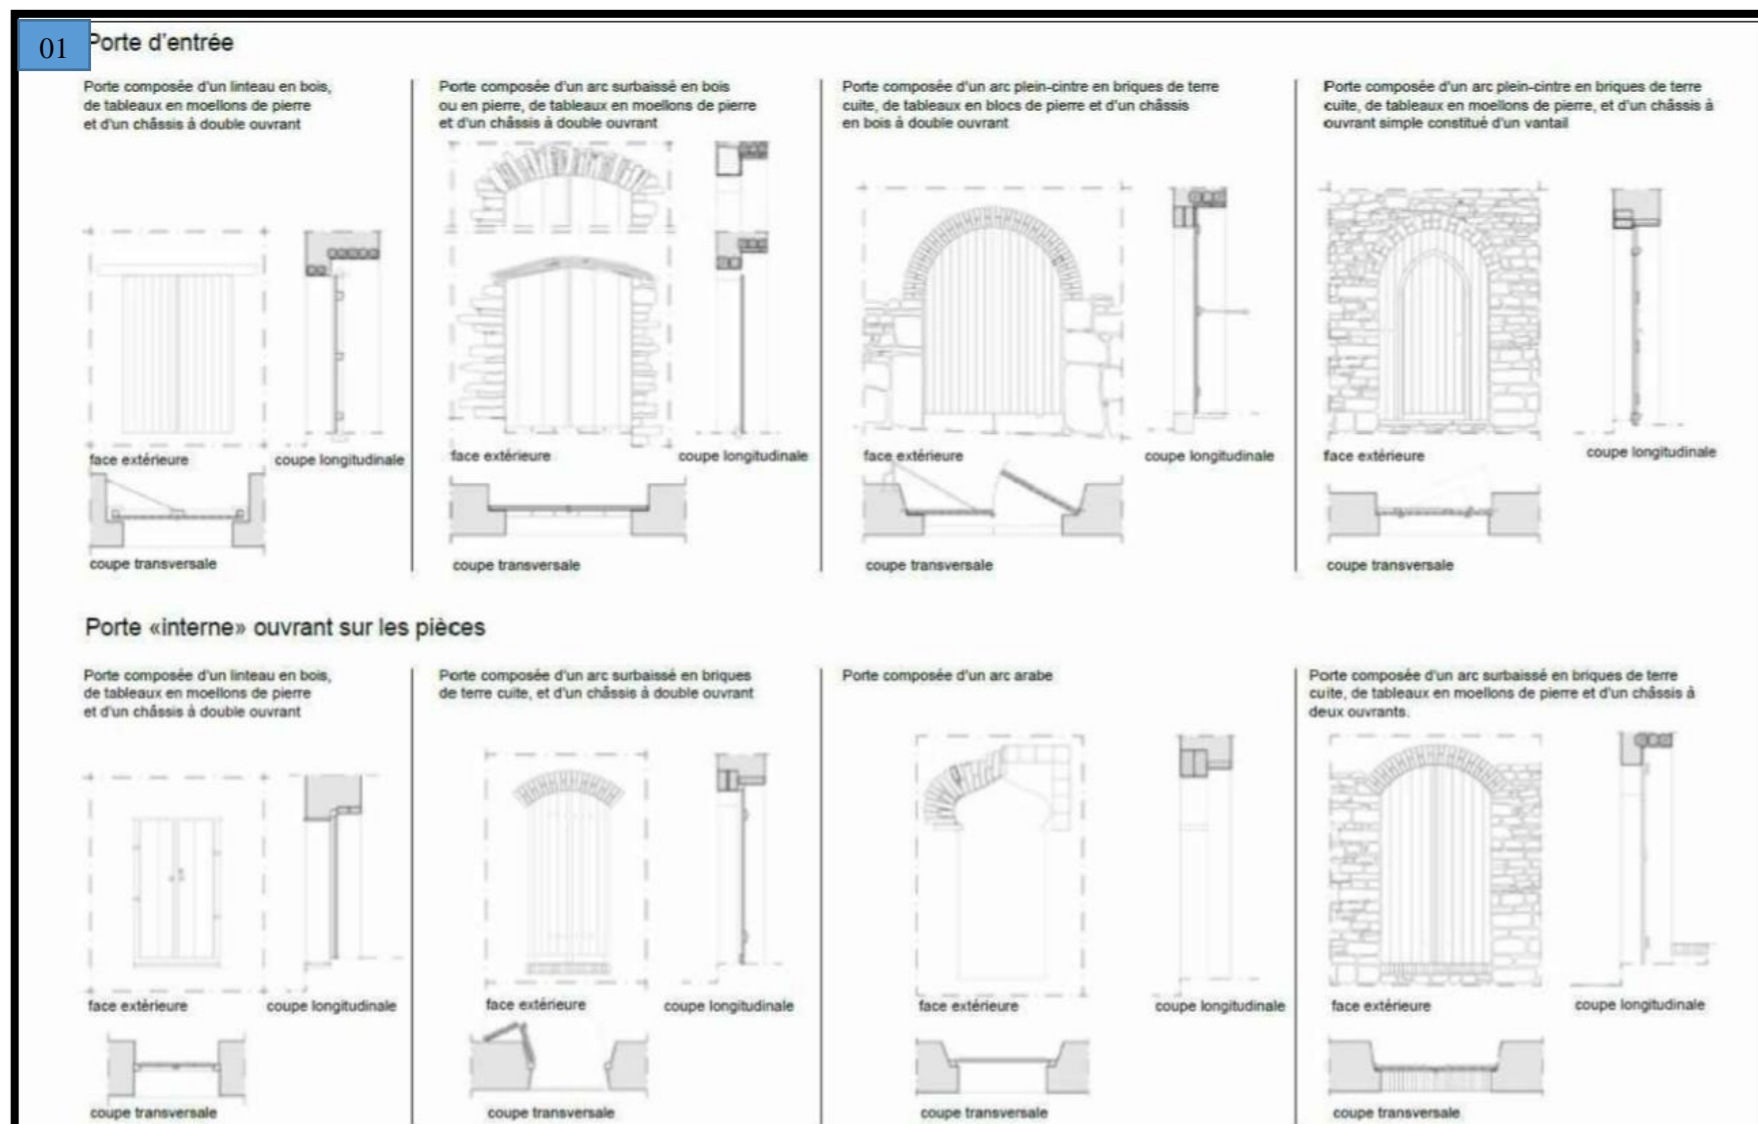 01
Porte d'entrée
Porte composée d'un linteau en bois,
de tableaux en moellons de pierre
et d'un châssis à double ouvrant
Porte composée d'un arc surbaissé en bois
ou en pierre, de tableaux en moellons de pierre
et d'un châssis à double ouvrant
Porte composée d'un arc plein-cintre en briques de terre
cuite, de tableaux en blocs de pierre et d'un châssis
en bois à double ouvrant
Porte composée d'un arc plein-cintre en briques de terre
cuite, de tableaux en moellons de pierre, et d'un châssis à
ouvrant simple constitué d'un vantail
face extérieure
coupe longitudinale
face extérieure
coupe longitudinale
face extérieure
coupe longitudinale
face extérieure
coupe longitudinale
coupe transversale
coupe transversale
coupe transversale
coupe transversale
Porte «interne» ouvrant sur les pièces
Porte composée d'un linteau en bois,
de tableaux en moellons de pierre
et d'un châssis à double ouvrant
Porte composée d'un arc surbaissé en briques
de terre cuite, et d'un châssis à double ouvrant
Porte composée d'un arc arabe
Porte composée d'un arc surbaissé en briques de terre
cuite, de tableaux en moellons de pierre et d'un châssis à
deux ouvrants.
face extérieure
coupe longitudinale
face extérieure
coupe longitudinale
face extérieure
coupe longitudinale
face extérieure
coupe longitudinale
coupe transversale
coupe transversale
coupe transversale
coupe transversale